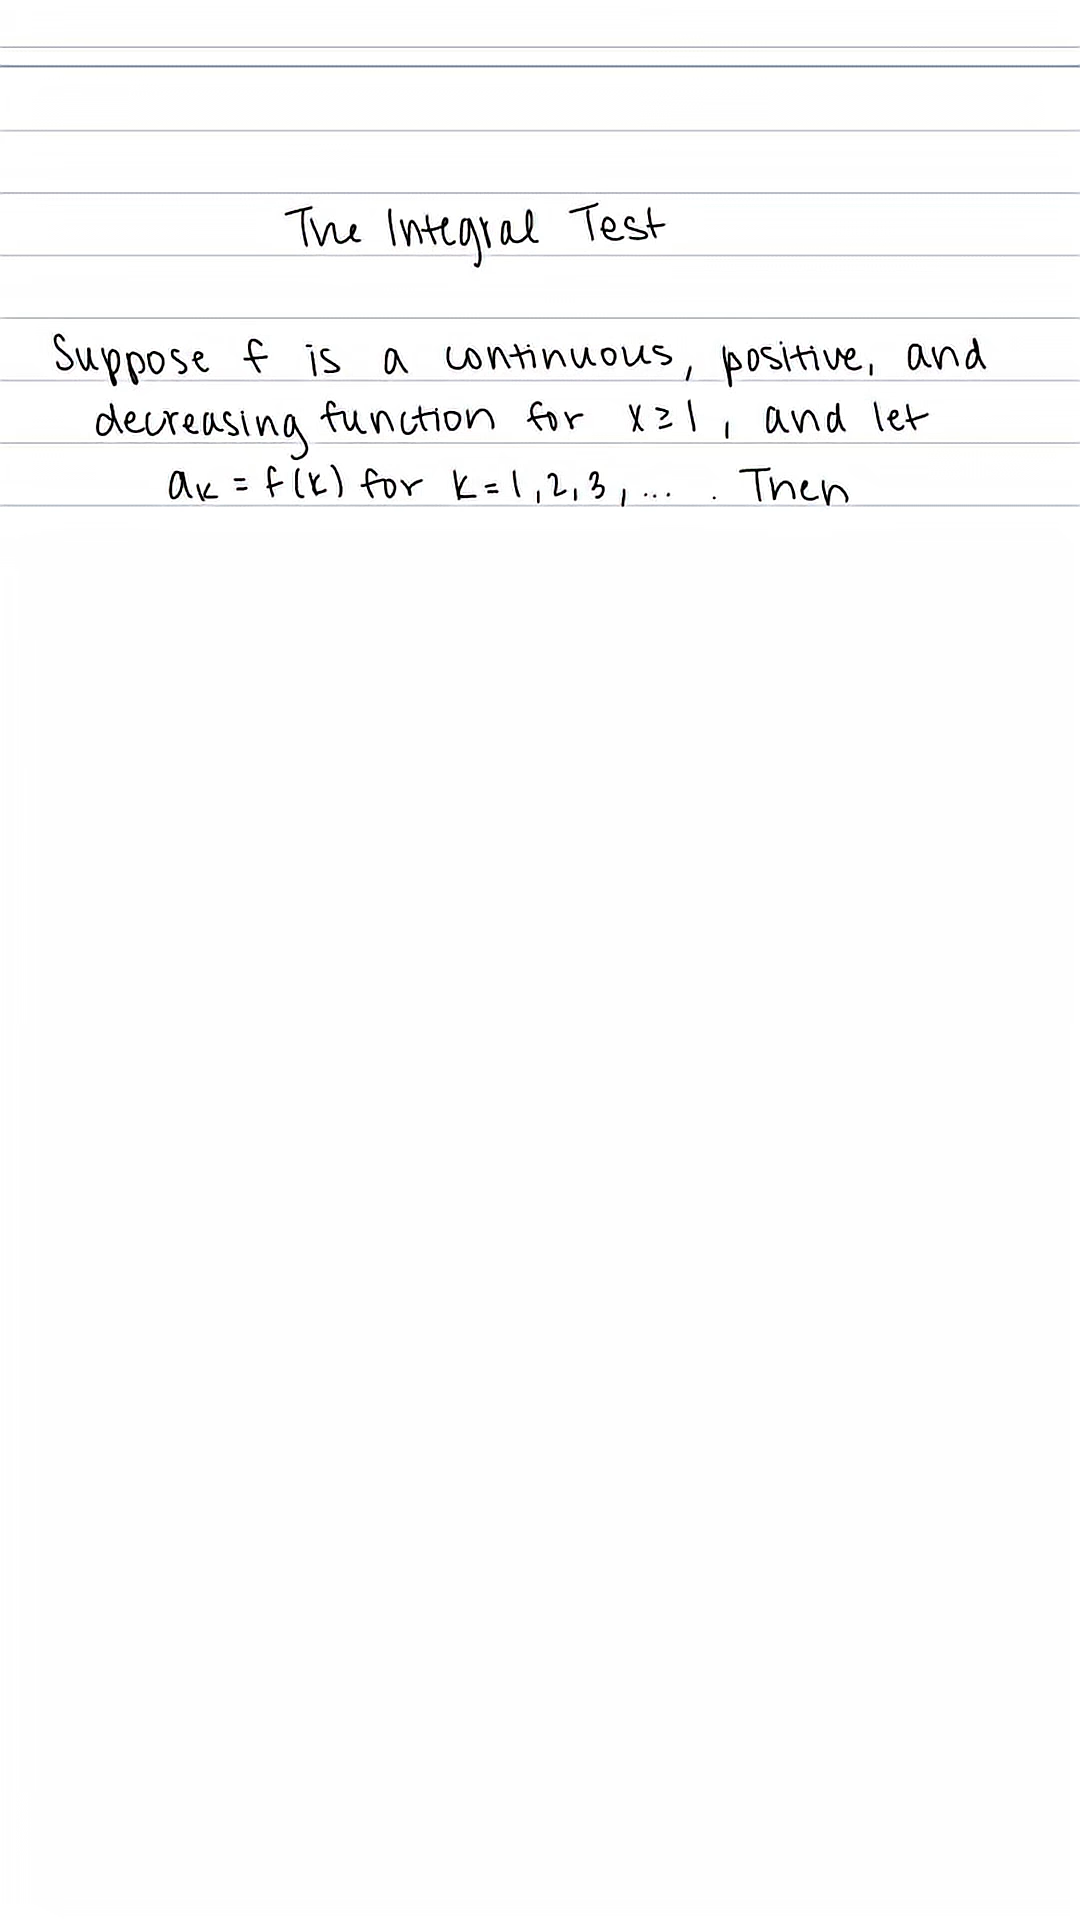 The Integral Test
Suppose f is a continuous, positive, and
decreasing function for x ≥ 1, and let
aₖ = f(k) for k = 1, 2, 3, ... . Then